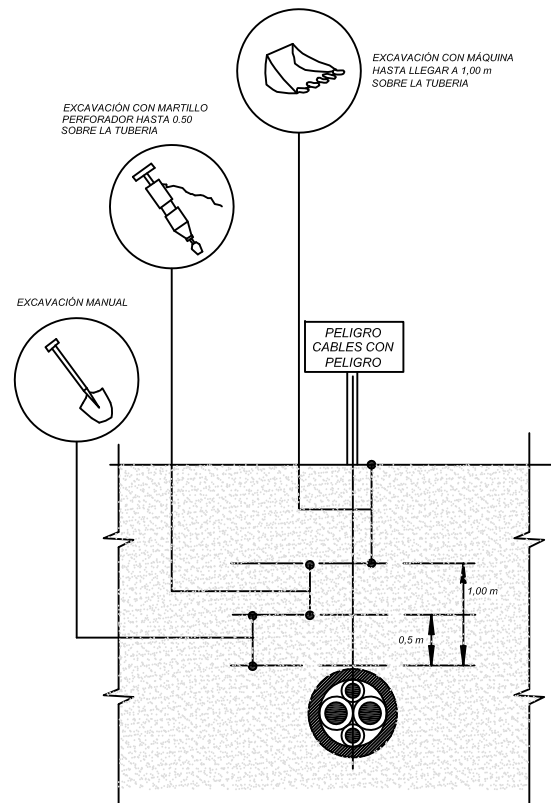 EXCAVACIÓN CON MÁQUINA
HASTA LLEGAR A 1,00 m
SOBRE LA TUBERIA
EXCAVACIÓN CON MARTILLO
PERFORADOR HASTA 0.50
SOBRE LA TUBERIA
EXCAVACIÓN MANUAL
PELIGRO
CABLES CON
PELIGRO
1,00 m
0,5 m